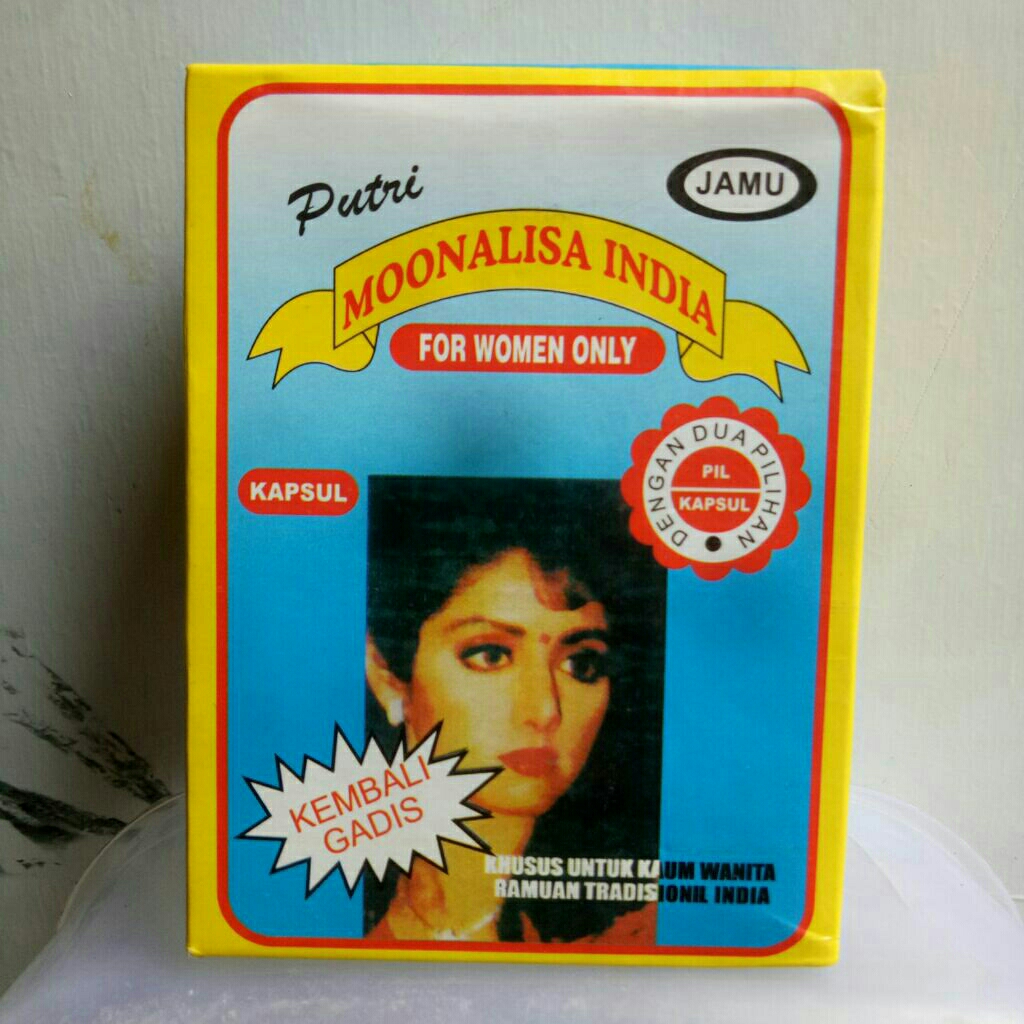 Putri
JAMU
MOONALISA INDIA
FOR WOMEN ONLY
DENGAN DUA PILIHAN
PIL
KAPSUL
KAPSUL
KEMBALI
GADIS
KHUSUS UNTUK KAUM WANITA
RAMUAN TRADISIONIL INDIA